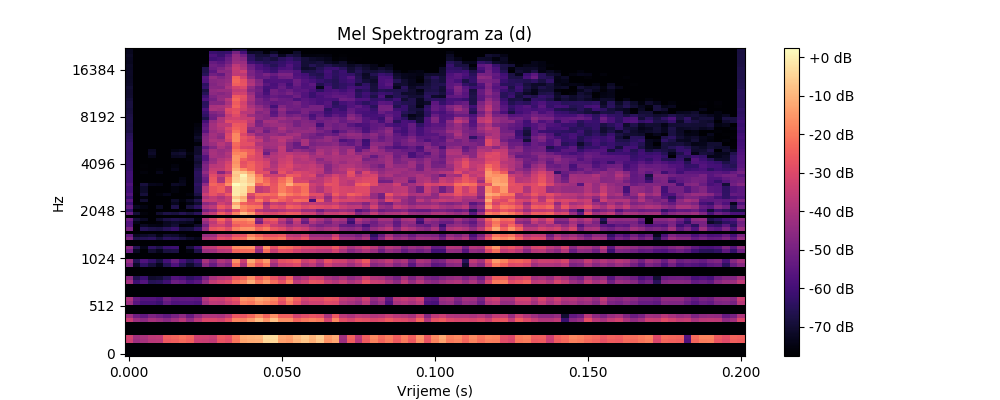 Mel Spektrogram za (d)
Hz
16384
8192
4096
2048
1024
512
0
0.000 0.050 0.100 0.150 0.200
Vrijeme (s)
+0 dB
-10 dB
-20 dB
-30 dB
-40 dB
-50 dB
-60 dB
-70 dB